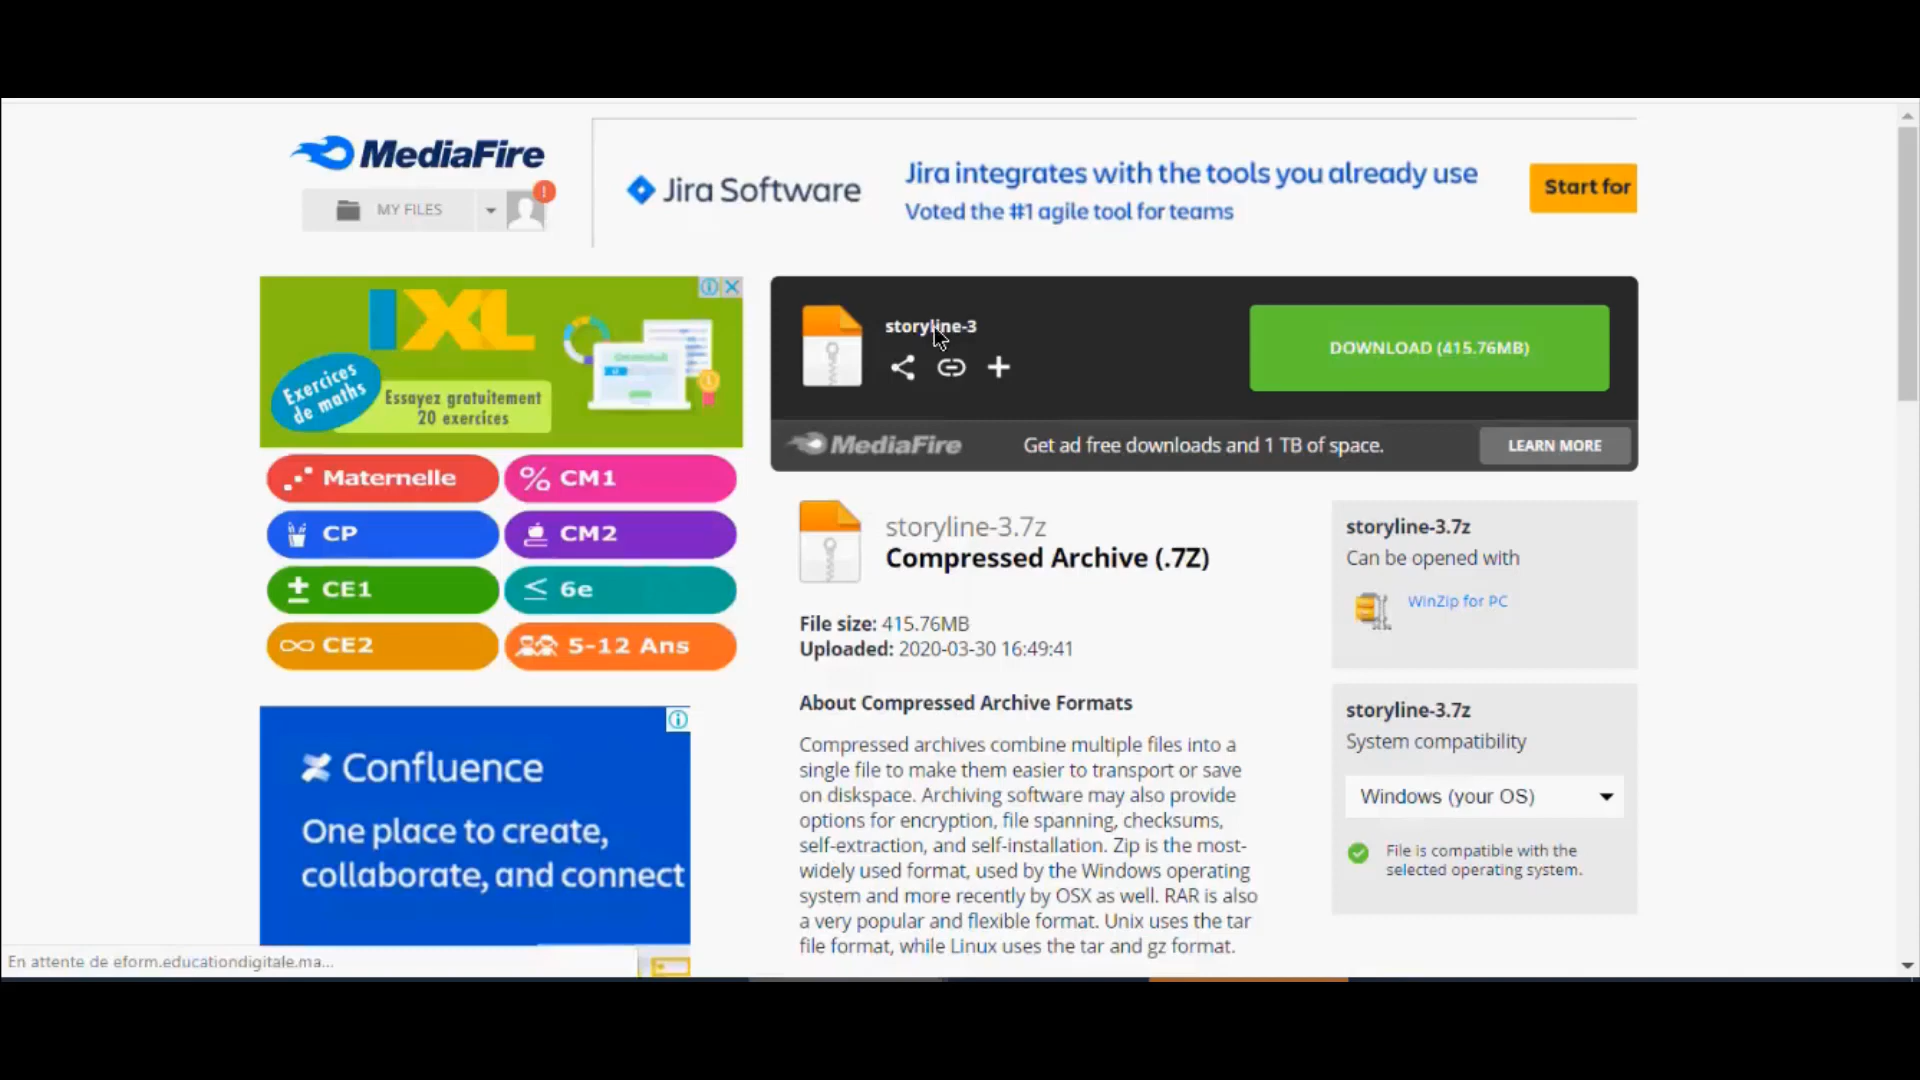 MediaFire
MY FILES
!
Jira Software
Jira integrates with the tools you already use
Voted the #1 agile tool for teams
Start for
IXL
Exercices
de maths
Essayez gratuitement
20 exercices
Maternelle
% CM1
CP
CM2
± CE1
≤ 6e
∞ CE2
5-12 Ans
Confluence
One place to create,
collaborate, and connect
storyline-3
DOWNLOAD (415.76MB)
MediaFire
Get ad free downloads and 1 TB of space.
LEARN MORE
storyline-3.7z
Compressed Archive (.7Z)
File size: 415.76MB
Uploaded: 2020-03-30 16:49:41
About Compressed Archive Formats
Compressed archives combine multiple files into a
single file to make them easier to transport or save
on diskspace. Archiving software may also provide
options for encryption, file spanning, checksums,
self-extraction, and self-installation. Zip is the most-
widely used format, used by the Windows operating
system and more recently by OSX as well. RAR is also
a very popular and flexible format. Unix uses the tar
file format, while Linux uses the tar and gz format.
storyline-3.7z
Can be opened with
WinZip for PC
storyline-3.7z
System compatibility
Windows (your OS)
File is compatible with the
selected operating system.
En attente de eform.educationdigitale.ma...